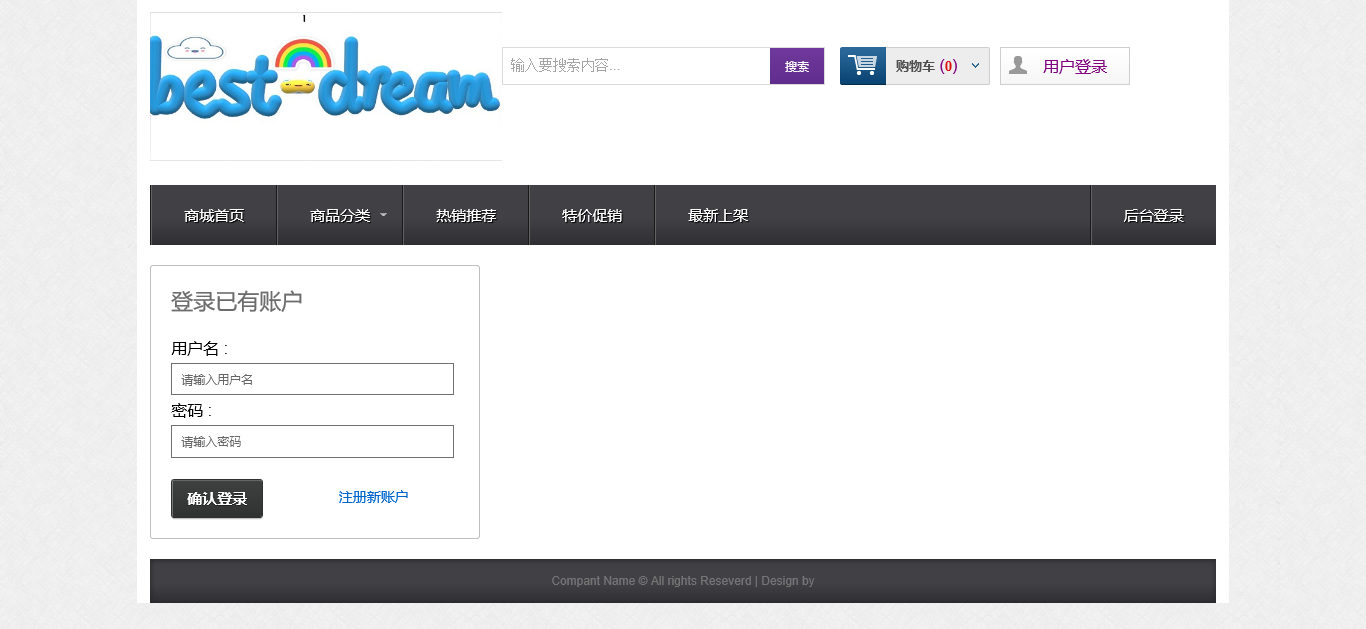 best-dream
输入要搜索内容...
搜索
购物车 (0)
用户登录
商城首页
商品分类
热销推荐
特价促销
最新上架
后台登录
登录已有账户
用户名 :
请输入用户名
密码 :
请输入密码
确认登录
注册新账户
Compant Name © All rights Reseverd | Design by